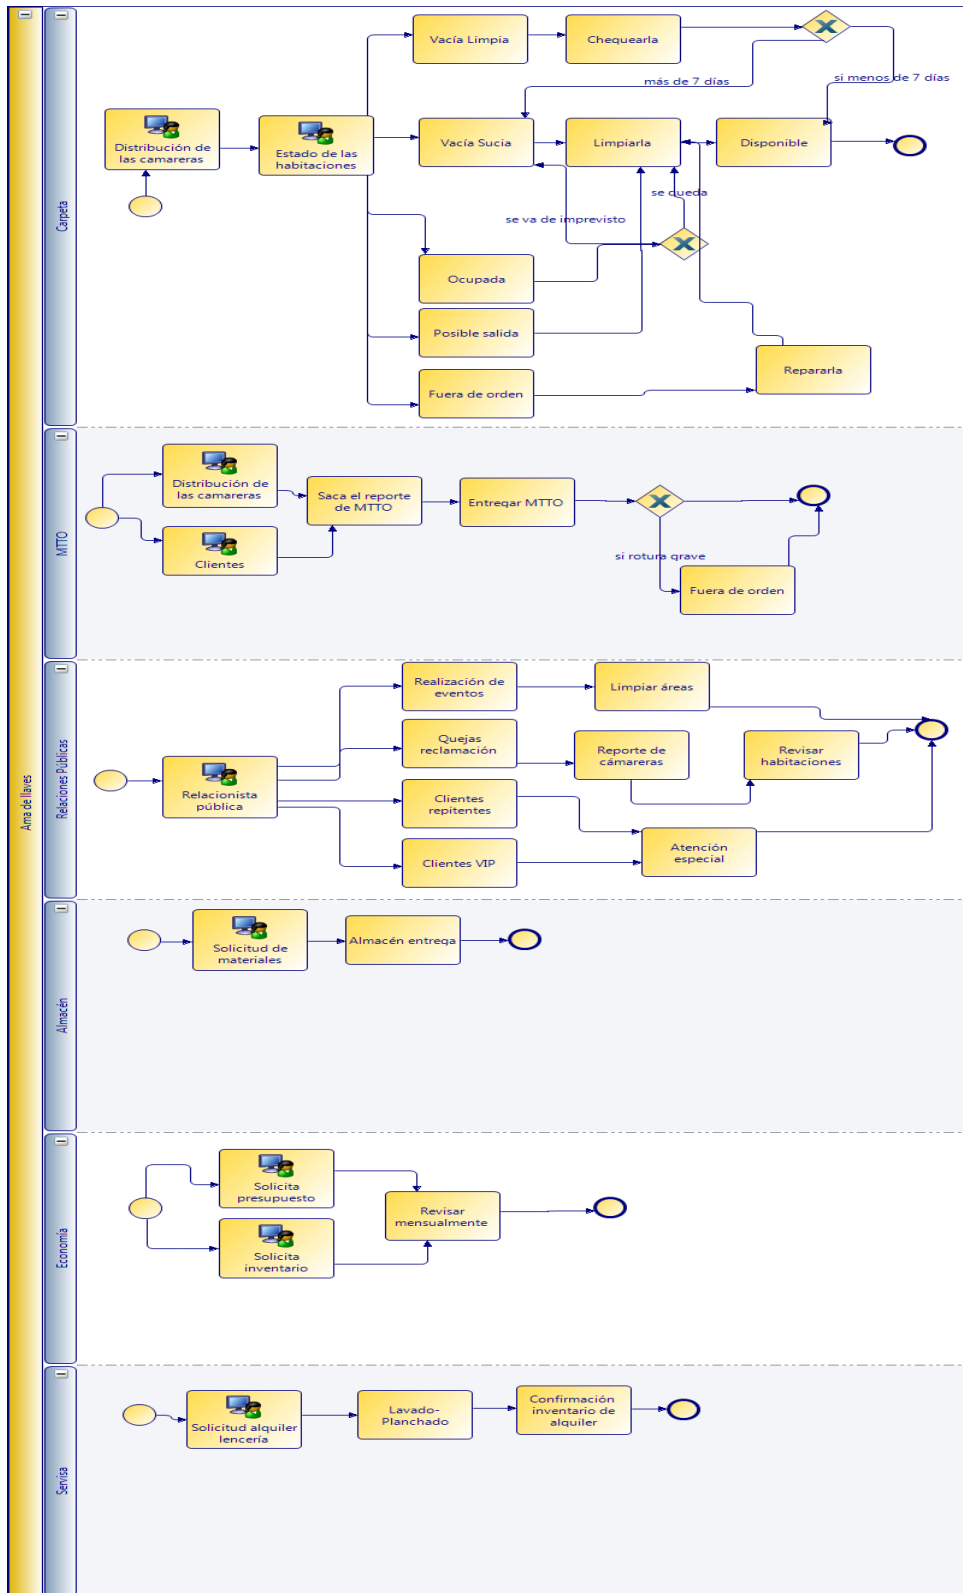 Ama de llaves
Carpeta
Vacía Limpia
Chequearla
más de 7 días
si menos de 7 días
Distribución de
las camareras
Estado de las
habitaciones
Vacía Sucia
Limpiarla
Disponible
se queda
se va de imprevisto
Ocupada
Posible salida
Repararla
Fuera de orden
MTTO
Distribución de
las camareras
Saca el reporte
de MTTO
Entregar MTTO
Clientes
si rotura grave
Fuera de orden
Relaciones Públicas
Realización de
eventos
Limpiar áreas
Quejas
reclamación
Reporte de
cámareras
Revisar
habitaciones
Relacionista
pública
Clientes
repitentes
Atención
especial
Clientes VIP
Almacén
Solicitud de
materiales
Almacén entrega
Economía
Solicita
presupuesto
Revisar
mensualmente
Solicita
inventario
Servisa
Solicitud alquiler
lencería
Lavado-
Planchado
Confirmación
inventario de
alquiler